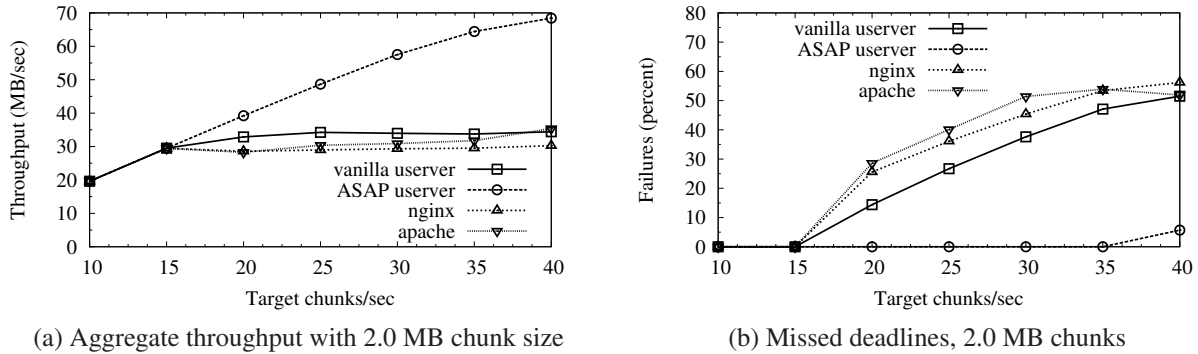 Throughput (MB/sec)
70
60
50
40
30
20
10
0
vanilla userver
ASAP userver
nginx
apache
10 15 20 25 30 35 40
Target chunks/sec
(a) Aggregate throughput with 2.0 MB chunk size
Failures (percent)
80
70
60
50
40
30
20
10
0
vanilla userver
ASAP userver
nginx
apache
10 15 20 25 30 35 40
Target chunks/sec
(b) Missed deadlines, 2.0 MB chunks